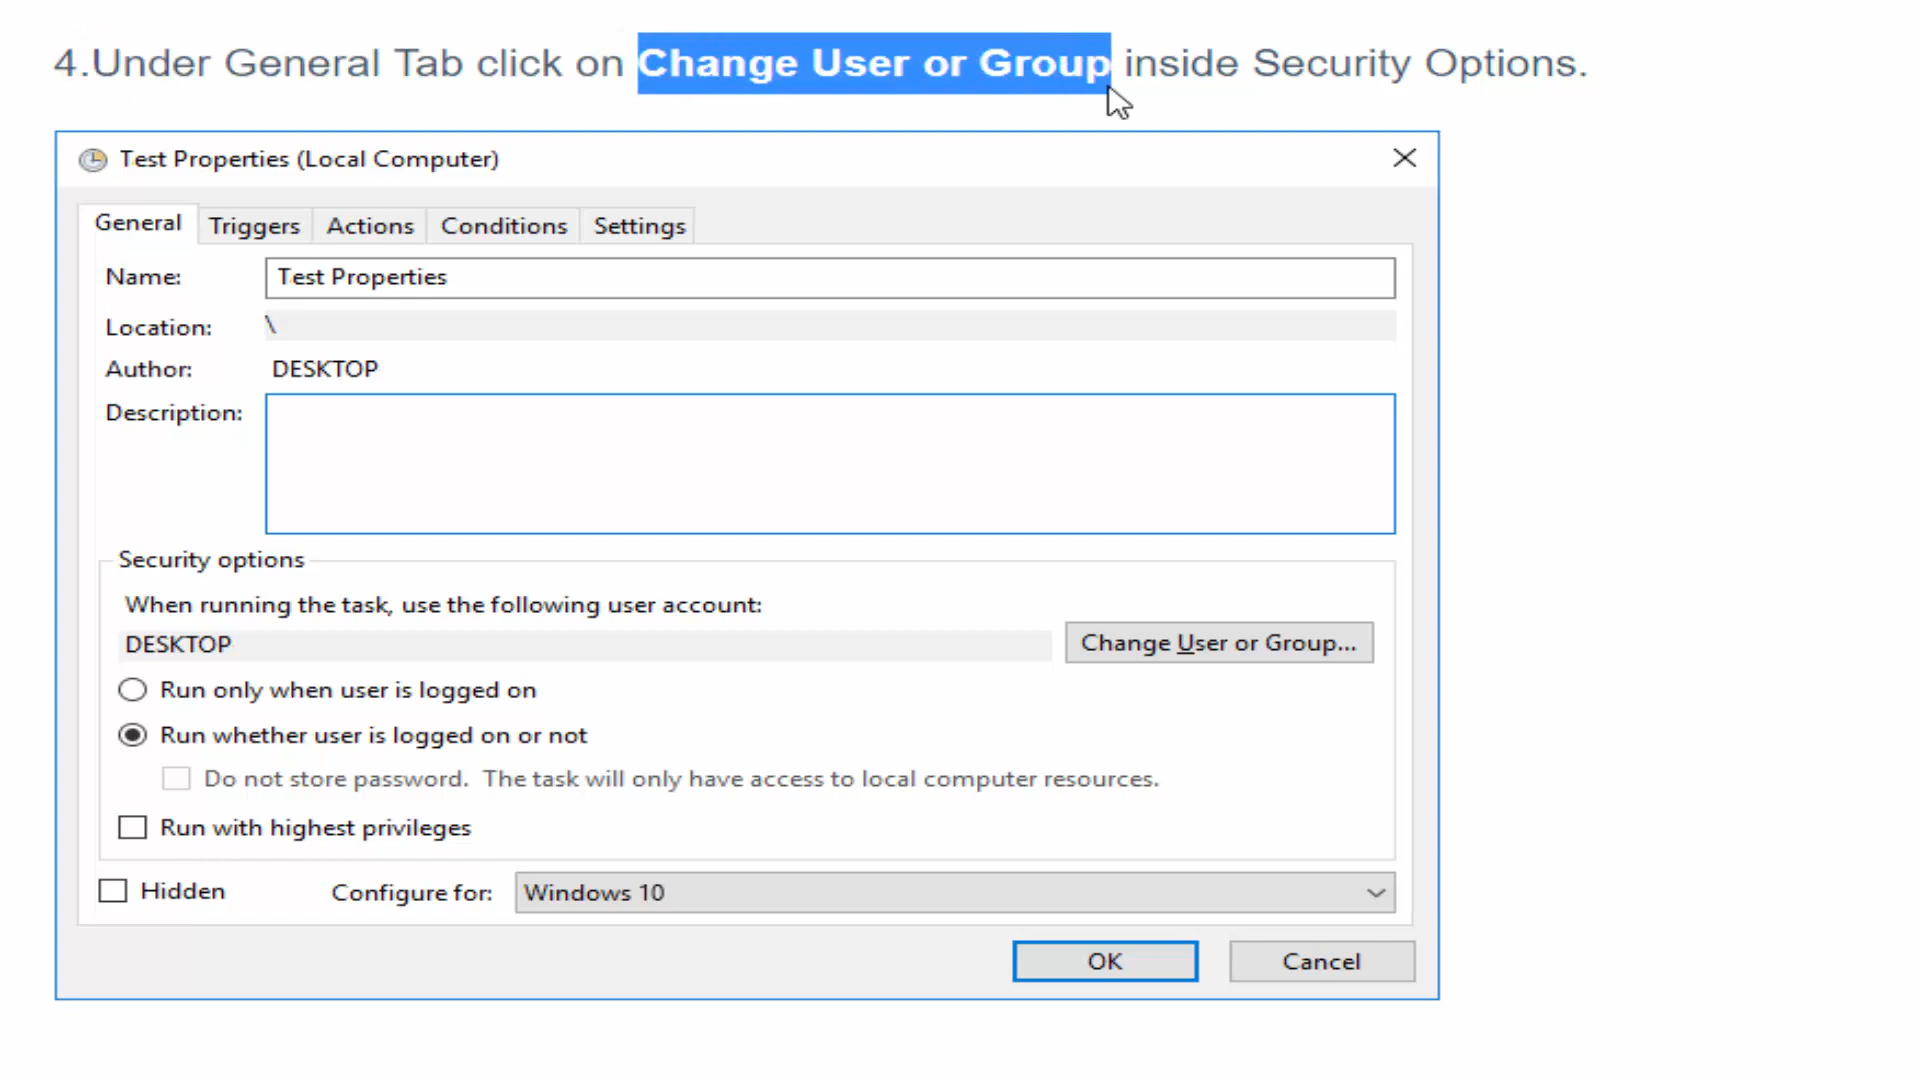 4.Under General Tab click on Change User or Group inside Security Options.
Test Properties (Local Computer)
General Triggers Actions Conditions Settings
Name: Test Properties
Location: \
Author: DESKTOP
Description:
Security options
When running the task, use the following user account:
DESKTOP Change User or Group...
Run only when user is logged on
Run whether user is logged on or not
Do not store password. The task will only have access to local computer resources.
Run with highest privileges
Hidden Configure for: Windows 10
OK Cancel